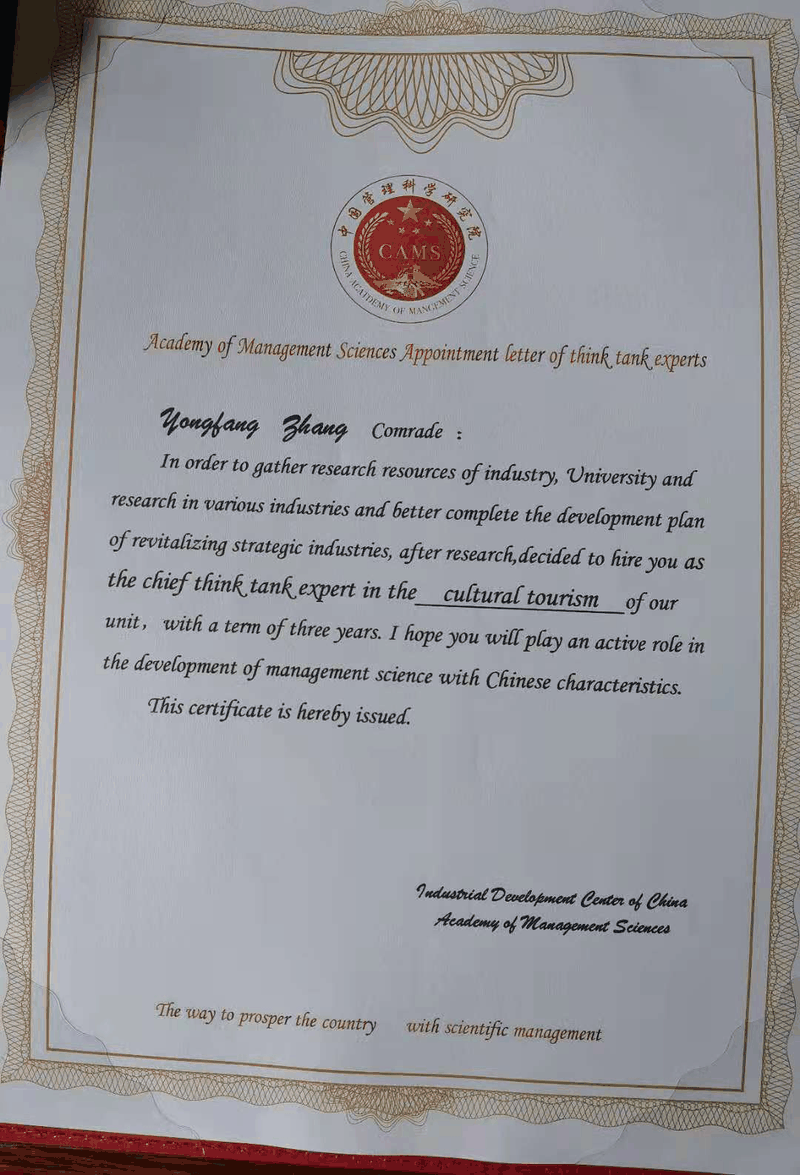 中国管理科学研究院
CAMS
CHINA ACADEMY OF MANGEMENT SCIENCE
Academy of Management Sciences Appointment letter of think tank experts
Yongfang Zhang Comrade :
In order to gather research resources of industry, University and
research in various industries and better complete the development plan
of revitalizing strategic industries, after research,decided to hire you as
the chief think tank expert in the cultural tourism of our
unit，with a term of three years. I hope you will play an active role in
the development of management science with Chinese characteristics.
This certificate is hereby issued.
Industrial Development Center of China
Academy of Management Sciences
The way to prosper the country with scientific management